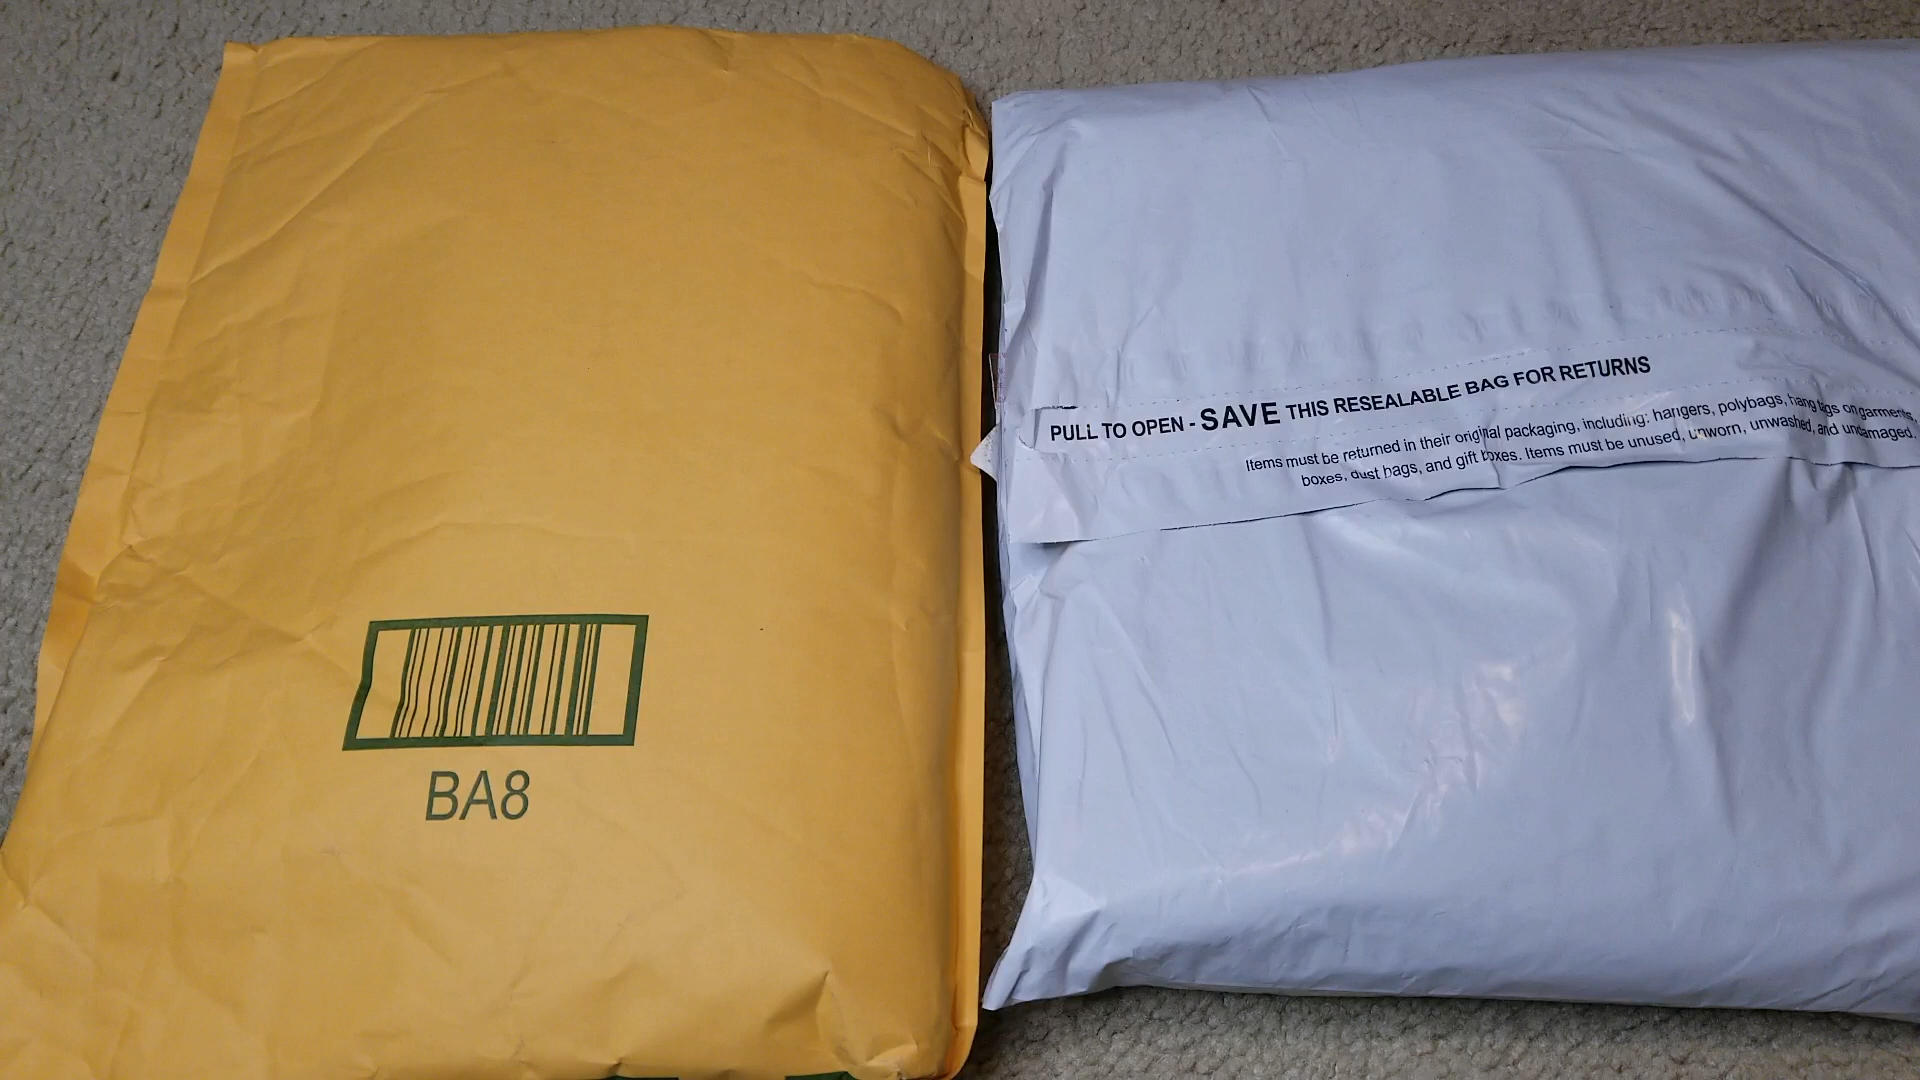 BA8
PULL TO OPEN - SAVE THIS RESEALABLE BAG FOR RETURNS
Items must be returned in their original packaging, including: hangers, polybags, hang tags on garments,
boxes, dust bags, and gift boxes. Items must be unused, unworn, unwashed, and undamaged.